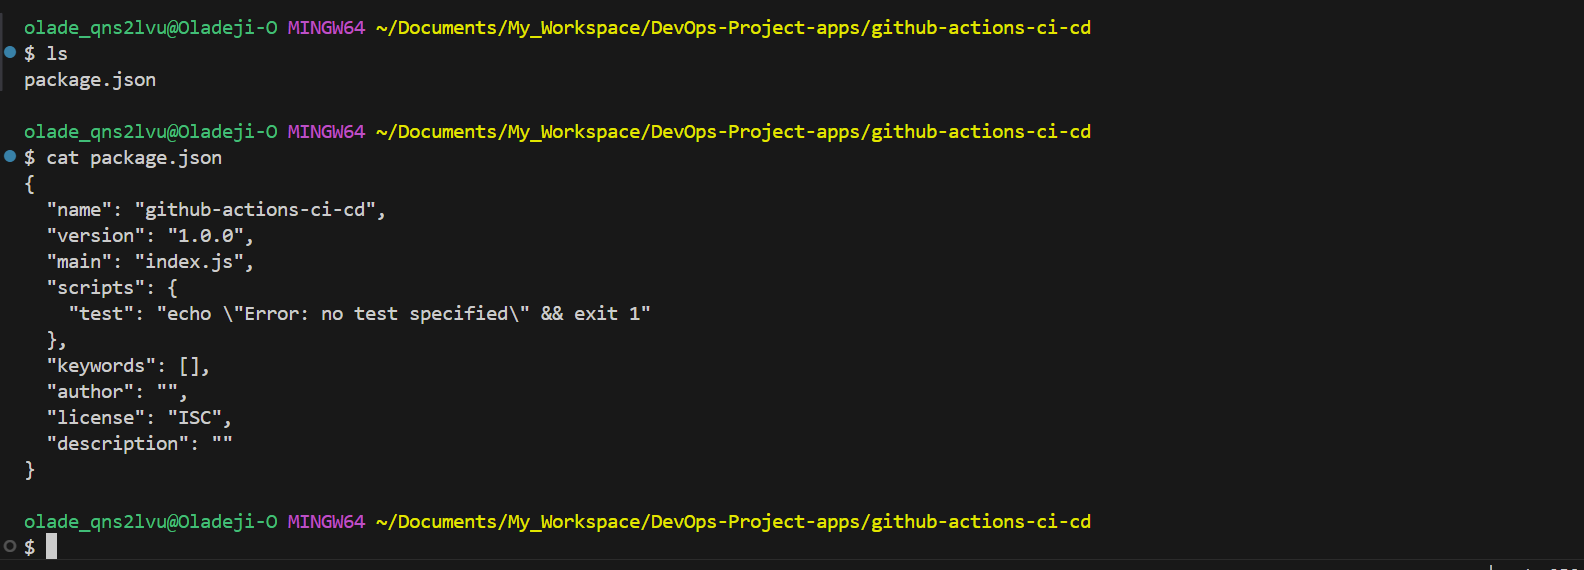 olade_qns2lvu@Oladeji-O MINGW64 ~/Documents/My_Workspace/DevOps-Project-apps/github-actions-ci-cd
$ ls
package.json
olade_qns2lvu@Oladeji-O MINGW64 ~/Documents/My_Workspace/DevOps-Project-apps/github-actions-ci-cd
$ cat package.json
{
  "name": "github-actions-ci-cd",
  "version": "1.0.0",
  "main": "index.js",
  "scripts": {
    "test": "echo \"Error: no test specified\" && exit 1"
  },
  "keywords": [],
  "author": "",
  "license": "ISC",
  "description": ""
}
olade_qns2lvu@Oladeji-O MINGW64 ~/Documents/My_Workspace/DevOps-Project-apps/github-actions-ci-cd
$